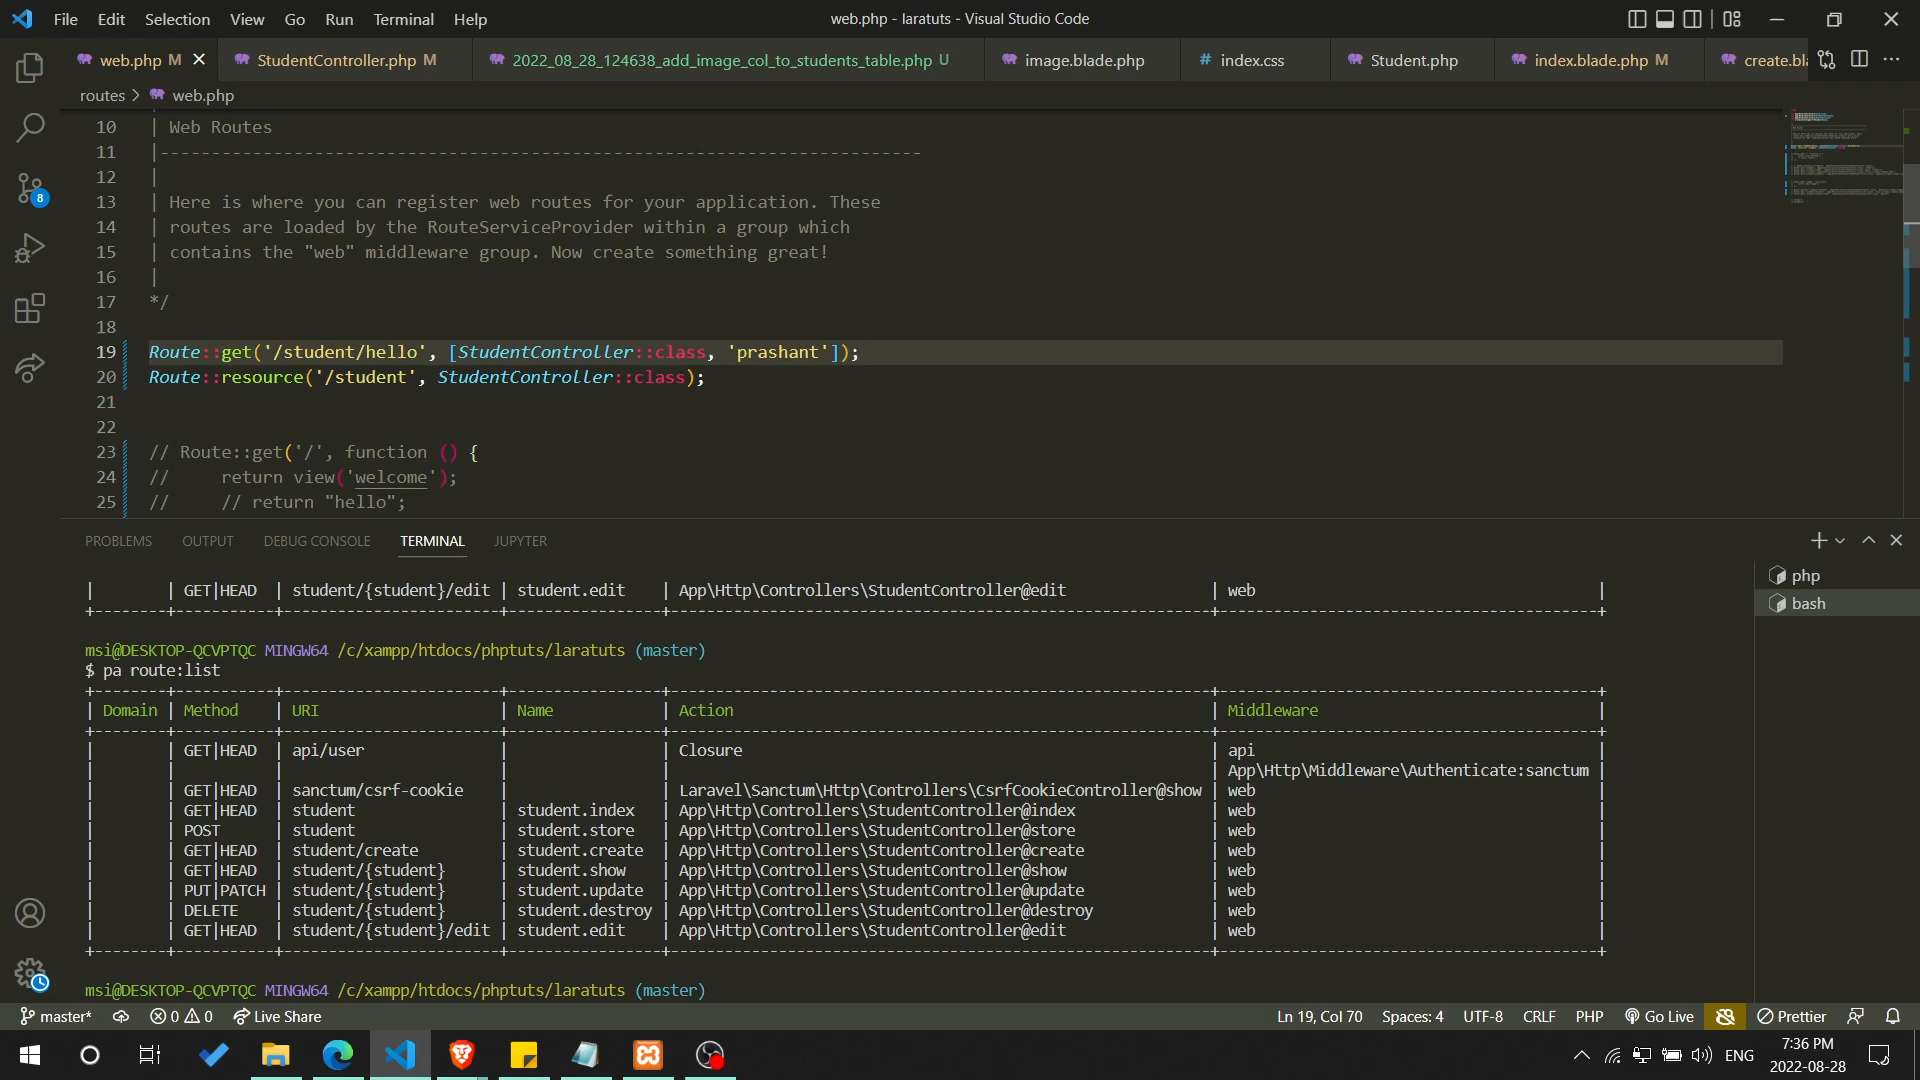 File Edit Selection View Go Run Terminal Help
web.php - laratuts - Visual Studio Code
web.php M
StudentController.php M
2022_08_28_124638_add_image_col_to_students_table.php U
image.blade.php
# index.css
Student.php
index.blade.php M
create.bla
routes > web.php
10 | Web Routes
11 |--------------------------------------------------------------------------
12 |
13 | Here is where you can register web routes for your application. These
14 | routes are loaded by the RouteServiceProvider within a group which
15 | contains the "web" middleware group. Now create something great!
16 |
17 */
18
19 Route::get('/student/hello', [StudentController::class, 'prashant']);
20 Route::resource('/student', StudentController::class);
21
22
23 // Route::get('/', function () {
24 //     return view('welcome');
25 //     // return "hello";
8
PROBLEMS OUTPUT DEBUG CONSOLE TERMINAL JUPYTER
php
bash
|        | GET|HEAD  | student/{student}/edit | student.edit    | App\Http\Controllers\StudentController@edit                | web                                      |
+--------+-----------+------------------------+-----------------+------------------------------------------------------------+------------------------------------------+
msi@DESKTOP-QCVPTQC MINGW64 /c/xampp/htdocs/phptuts/laratuts (master)
$ pa route:list
+--------+-----------+------------------------+-----------------+------------------------------------------------------------+------------------------------------------+
| Domain | Method    | URI                    | Name            | Action                                                     | Middleware                               |
+--------+-----------+------------------------+-----------------+------------------------------------------------------------+------------------------------------------+
|        | GET|HEAD  | api/user               |                 | Closure                                                    | api                                      |
|        |           |                        |                 |                                                            | App\Http\Middleware\Authenticate:sanctum |
|        | GET|HEAD  | sanctum/csrf-cookie    |                 | Laravel\Sanctum\Http\Controllers\CsrfCookieController@show | web                                      |
|        | GET|HEAD  | student                | student.index   | App\Http\Controllers\StudentController@index               | web                                      |
|        | POST      | student                | student.store   | App\Http\Controllers\StudentController@store               | web                                      |
|        | GET|HEAD  | student/create         | student.create  | App\Http\Controllers\StudentController@create              | web                                      |
|        | GET|HEAD  | student/{student}      | student.show    | App\Http\Controllers\StudentController@show                | web                                      |
|        | PUT|PATCH | student/{student}      | student.update  | App\Http\Controllers\StudentController@update              | web                                      |
|        | DELETE    | student/{student}      | student.destroy | App\Http\Controllers\StudentController@destroy             | web                                      |
|        | GET|HEAD  | student/{student}/edit | student.edit    | App\Http\Controllers\StudentController@edit                | web                                      |
+--------+-----------+------------------------+-----------------+------------------------------------------------------------+------------------------------------------+
msi@DESKTOP-QCVPTQC MINGW64 /c/xampp/htdocs/phptuts/laratuts (master)
master* 0 0 Live Share Ln 19, Col 70 Spaces: 4 UTF-8 CRLF PHP Go Live Prettier
ENG
7:36 PM
2022-08-28